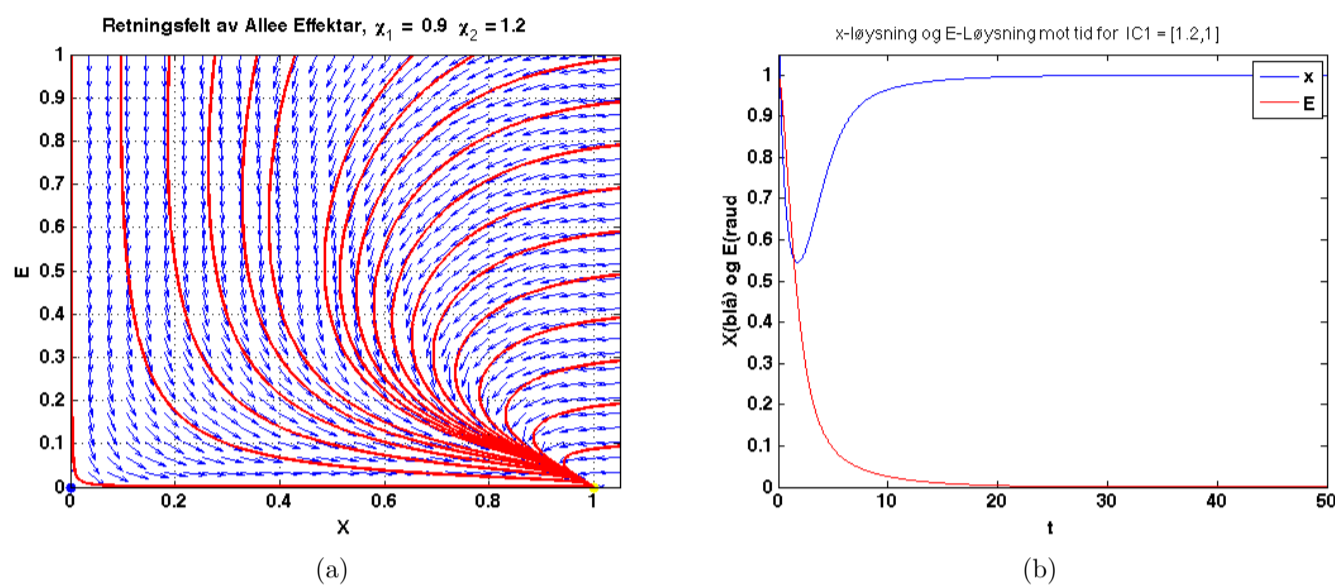 Retningsfelt av Allee Effektar, χ₁ = 0.9 χ₂ =1.2
1
0.9
0.8
0.7
0.6
0.5
0.4
0.3
0.2
0.1
0
E
0 0.2 0.4 0.6 0.8 1
X
(a)
x-løysning og E-Løysning mot tid for IC1 = [1.2,1]
1
0.9
0.8
0.7
0.6
0.5
0.4
0.3
0.2
0.1
0
X(blå) og E(raud
x
E
0 10 20 30 40 50
t
(b)